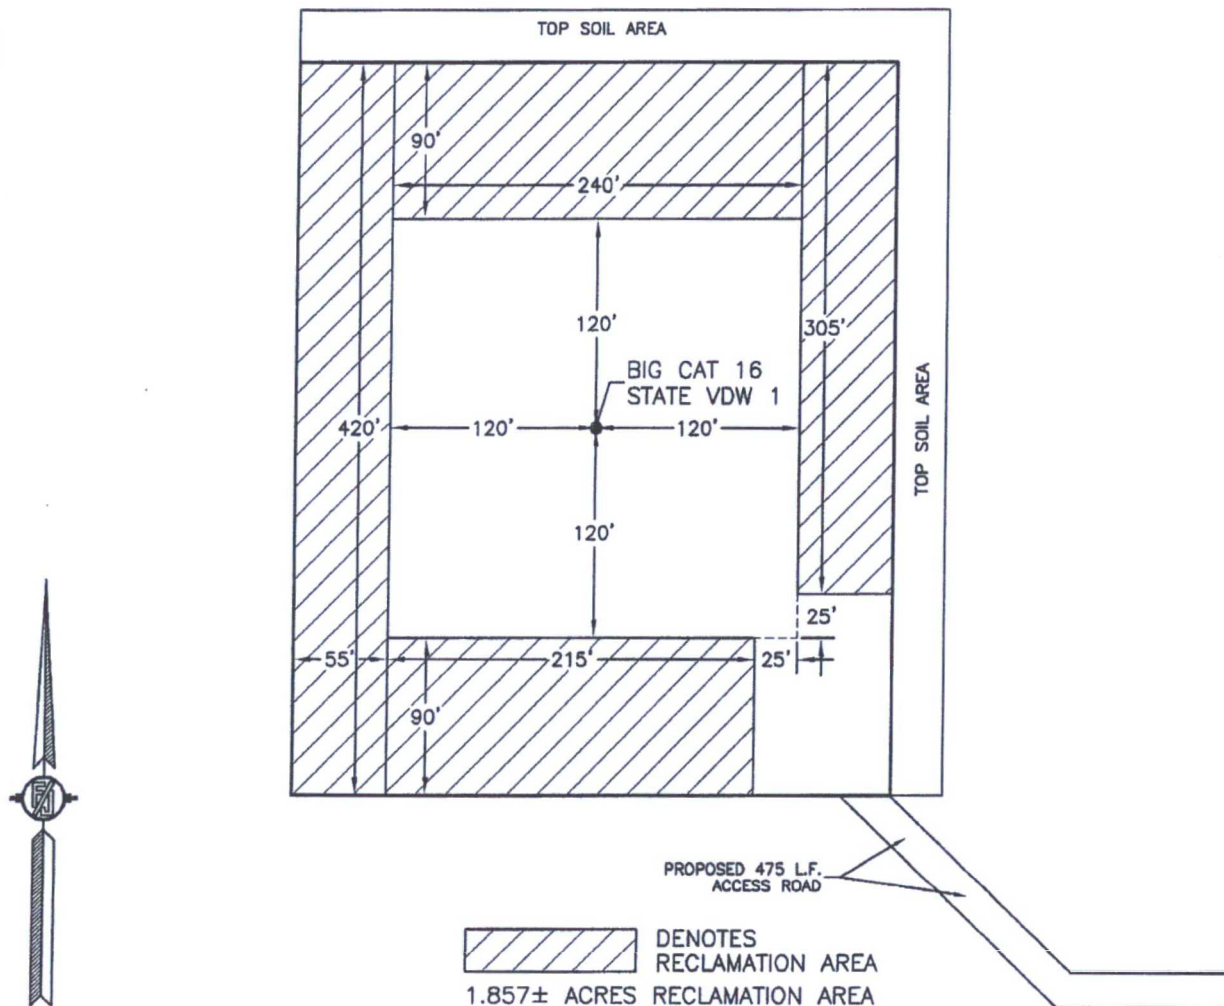 TOP SOIL AREA
90'
240'
120'
305'
BIG CAT 16
STATE VDW 1
TOP SOIL AREA
420'
120'
120'
120'
25'
55'
215'
25'
90'
PROPOSED 475 L.F.
ACCESS ROAD
DENOTES
RECLAMATION AREA
1.857± ACRES RECLAMATION AREA